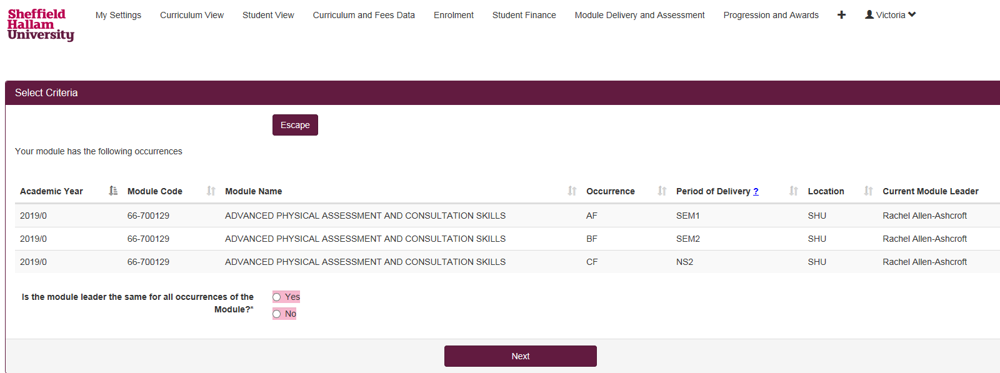 Sheffield
Hallam
University
My Settings Curriculum View Student View Curriculum and Fees Data Enrolment Student Finance Module Delivery and Assessment Progression and Awards Victoria
Select Criteria
Escape
Your module has the following occurrences
Academic Year Module Code Module Name Occurrence Period of Delivery ? Location Current Module Leader
2019/0 66-700129 ADVANCED PHYSICAL ASSESSMENT AND CONSULTATION SKILLS AF SEM1 SHU Rachel Allen-Ashcroft
2019/0 66-700129 ADVANCED PHYSICAL ASSESSMENT AND CONSULTATION SKILLS BF SEM2 SHU Rachel Allen-Ashcroft
2019/0 66-700129 ADVANCED PHYSICAL ASSESSMENT AND CONSULTATION SKILLS CF NS2 SHU Rachel Allen-Ashcroft
Is the module leader the same for all occurrences of the
Module?*
Yes
No
Next